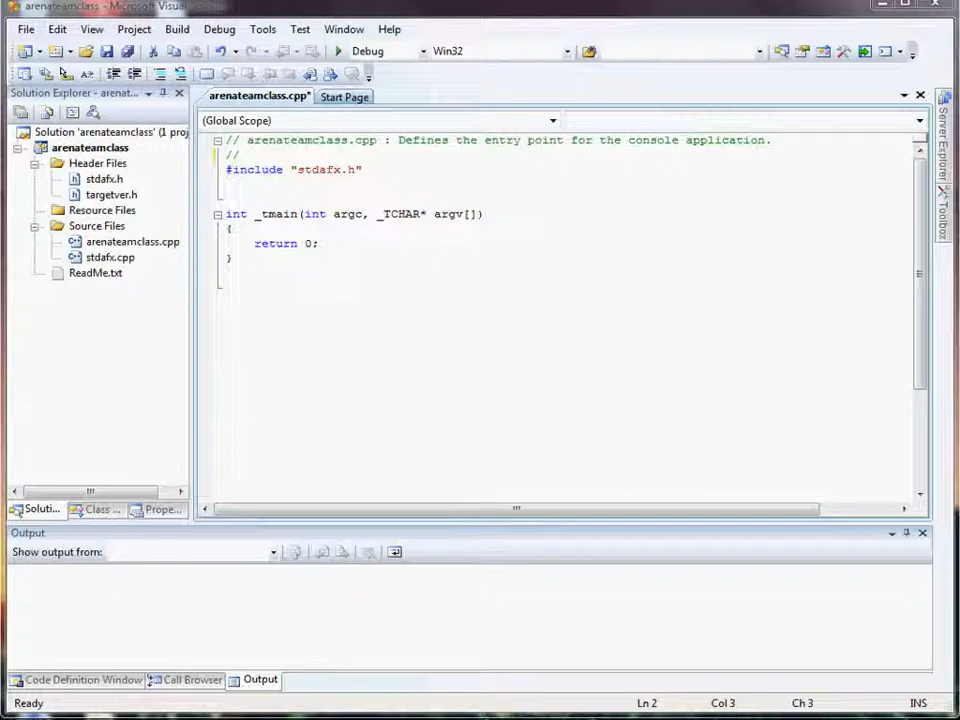 arenateamclass - Microsoft Visual
File Edit View Project Build Debug Tools Test Window Help
Debug Win32
Solution Explorer - arenat...
arenateamclass.cpp* Start Page
(Global Scope)
Solution 'arenateamclass' (1 proj
arenateamclass
Header Files
stdafx.h
targetver.h
Resource Files
Source Files
arenateamclass.cpp
stdafx.cpp
ReadMe.txt
// arenateamclass.cpp : Defines the entry point for the console application.
//
#include "stdafx.h"
int _tmain(int argc, _TCHAR* argv[])
{
return 0;
}
Server Explorer
Toolbox
Soluti... Class ... Prope...
Output
Show output from:
Code Definition Window Call Browser Output
Ready Ln 2 Col 3 Ch 3 INS